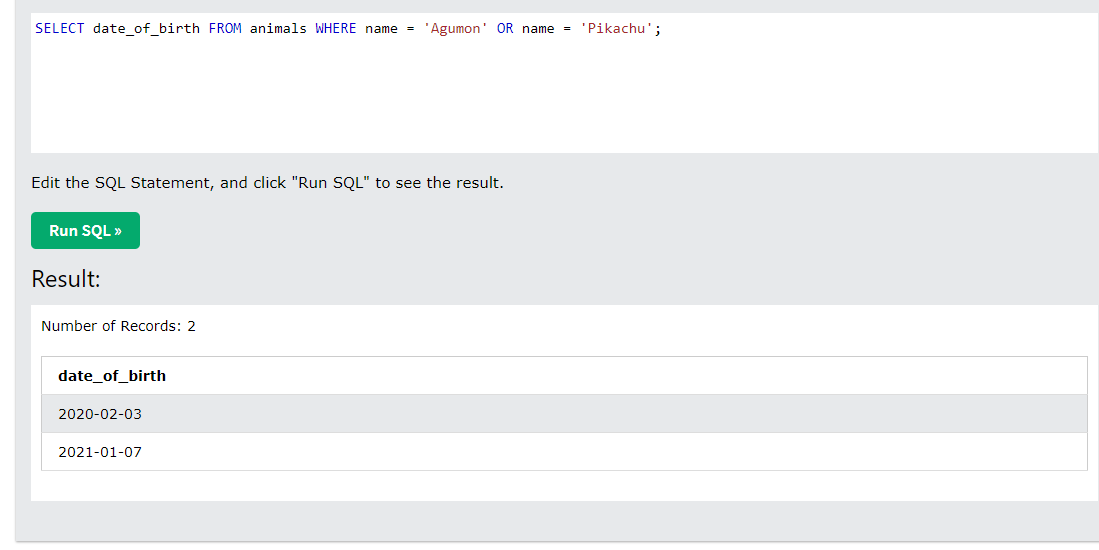 SELECT date_of_birth FROM animals WHERE name = 'Agumon' OR name = 'Pikachu';
Edit the SQL Statement, and click "Run SQL" to see the result.
Run SQL »
Result:
Number of Records: 2
date_of_birth
2020-02-03
2021-01-07